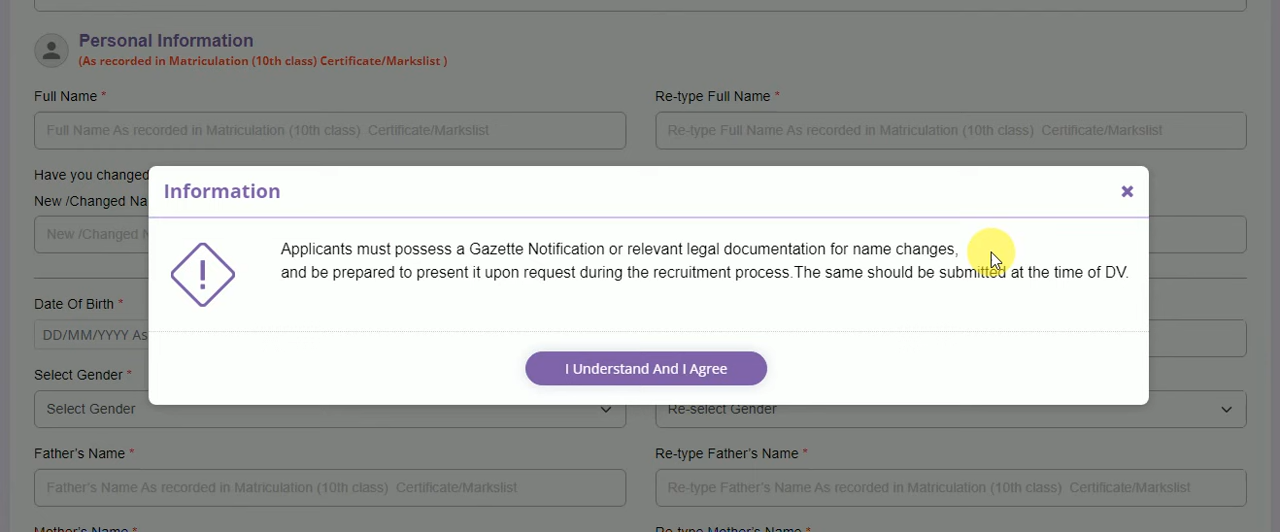 Personal Information
(As recorded in Matriculation (10th class) Certificate/Markslist )
Full Name *
Re-type Full Name *
Full Name As recorded in Matriculation (10th class) Certificate/Markslist
Re-type Full Name As recorded in Matriculation (10th class) Certificate/Markslist
Have you changed
New /Changed Na
New /Changed N
Information
Applicants must possess a Gazette Notification or relevant legal documentation for name changes,
and be prepared to present it upon request during the recruitment process.The same should be submitted at the time of DV.
I Understand And I Agree
Date Of Birth *
DD/MM/YYYY As
Select Gender *
Select Gender
Re-select Gender
Father's Name *
Re-type Father's Name *
Father's Name As recorded in Matriculation (10th class) Certificate/Markslist
Re-type Father's Name As recorded in Matriculation (10th class) Certificate/Markslist
Mother's Name *
Re-type Mother's Name *